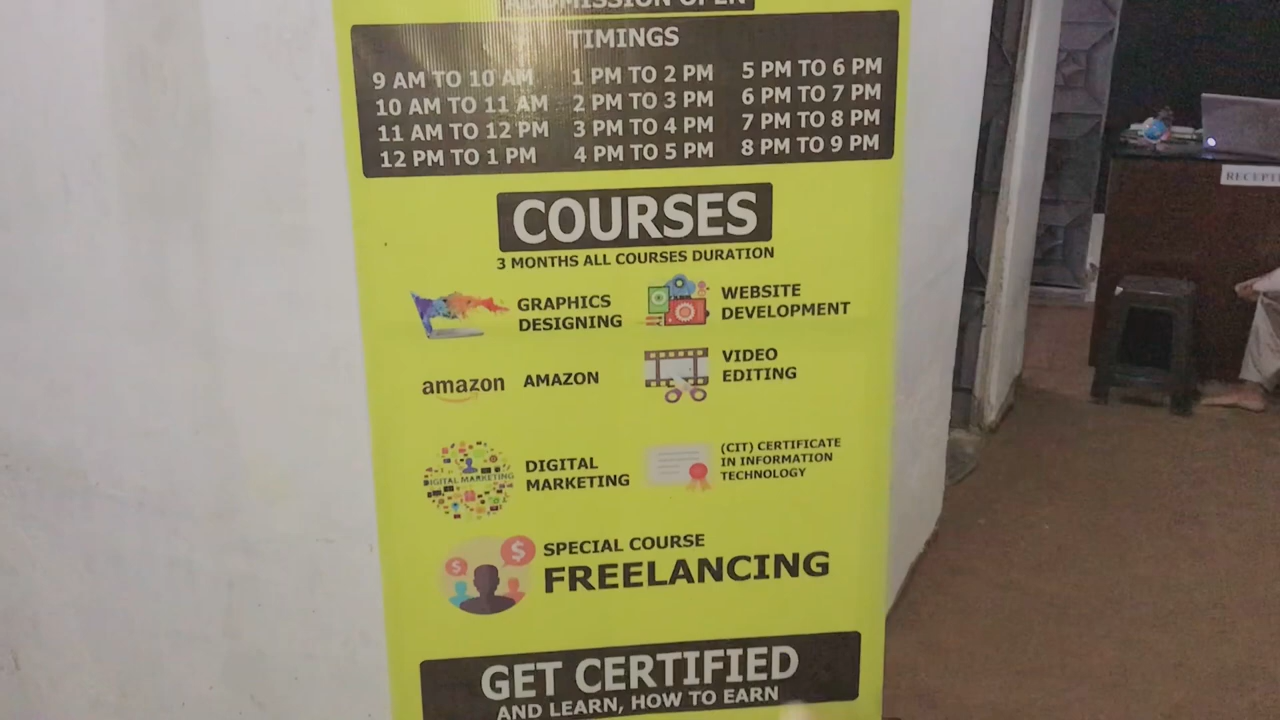 ADMISSION OPEN
TIMINGS
9 AM TO 10 AM 1 PM TO 2 PM 5 PM TO 6 PM
10 AM TO 11 AM 2 PM TO 3 PM 6 PM TO 7 PM
11 AM TO 12 PM 3 PM TO 4 PM 7 PM TO 8 PM
12 PM TO 1 PM 4 PM TO 5 PM 8 PM TO 9 PM
COURSES
3 MONTHS ALL COURSES DURATION
GRAPHICS
DESIGNING
WEBSITE
DEVELOPMENT
amazon AMAZON
VIDEO
EDITING
DIGITAL MARKETING
DIGITAL
MARKETING
(CIT) CERTIFICATE
IN INFORMATION
TECHNOLOGY
SPECIAL COURSE
FREELANCING
GET CERTIFIED
AND LEARN, HOW TO EARN